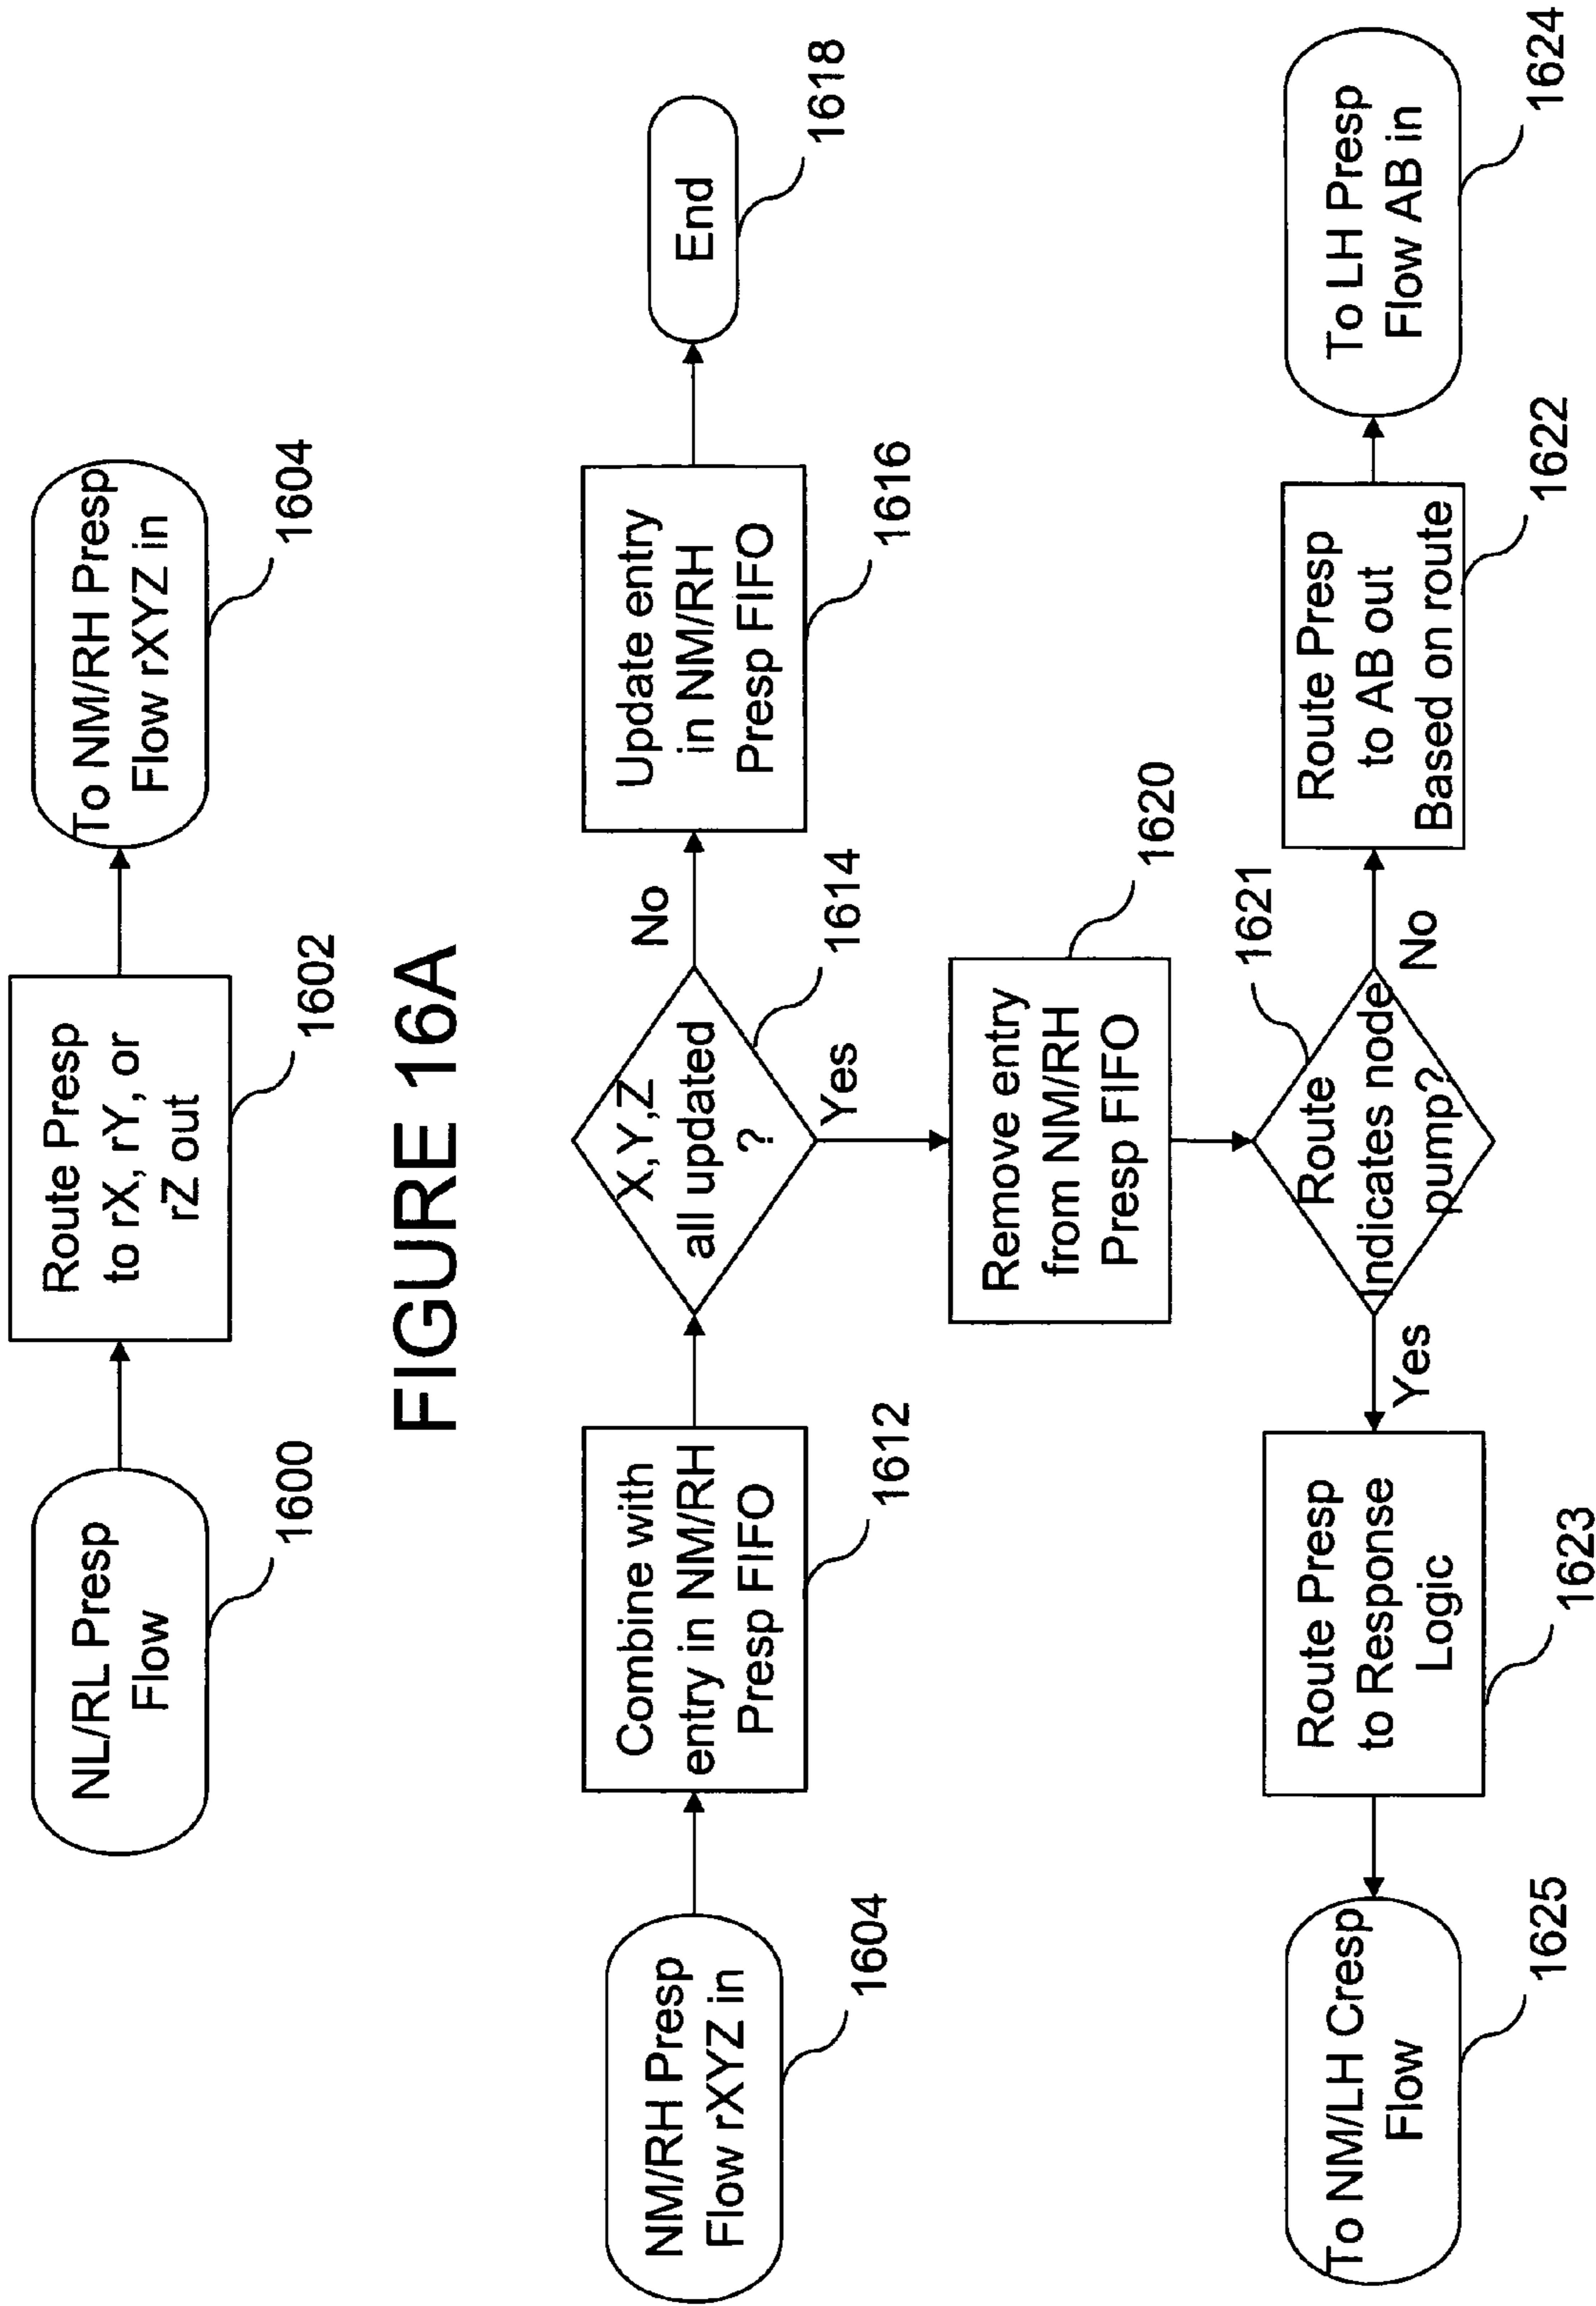 NL/RL Presp
Flow
1600
Route Presp
to rX, rY, or
rZ out
1602
To NM/RH Presp
Flow rXYZ in
1604
FIGURE 16A
NM/RH Presp
Flow rXYZ in
1604
Combine with
entry in NM/RH
Presp FIFO
1612
X,Y,Z
all updated
?
1614
No
Update entry
in NM/RH
Presp FIFO
1616
End
1618
Yes
Remove entry
from NM/RH
Presp FIFO
1620
Route
Indicates node
pump?
1621
No
Route Presp
to AB out
Based on route
1622
To LH Presp
Flow AB in
1624
Yes
Route Presp
to Response
Logic
1623
To NM/LH Cresp
Flow
1625